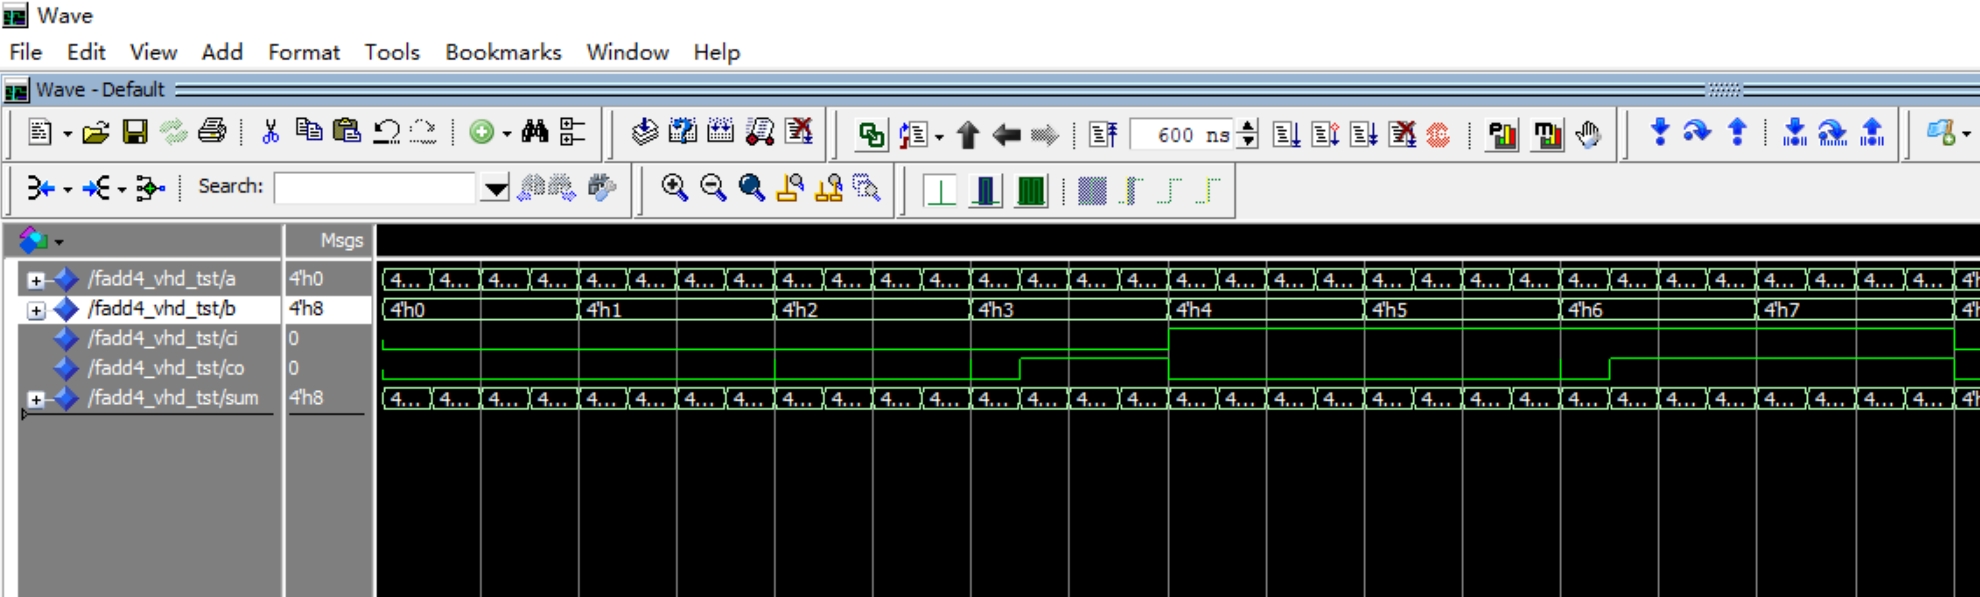 Wave
File Edit View Add Format Tools Bookmarks Window Help
Wave - Default
600 ns
Search:
Msgs
/fadd4_vhd_tst/a 4'h0 4... 4... 4... 4... 4... 4... 4... 4... 4... 4... 4... 4... 4... 4... 4... 4... 4... 4... 4... 4... 4... 4... 4... 4... 4... 4... 4... 4... 4... 4... 4... 4... 4'h
/fadd4_vhd_tst/b 4'h8 4'h0 4'h1 4'h2 4'h3 4'h4 4'h5 4'h6 4'h7 4'h
/fadd4_vhd_tst/ci 0
/fadd4_vhd_tst/co 0
/fadd4_vhd_tst/sum 4'h8 4... 4... 4... 4... 4... 4... 4... 4... 4... 4... 4... 4... 4... 4... 4... 4... 4... 4... 4... 4... 4... 4... 4... 4... 4... 4... 4... 4... 4... 4... 4... 4... 4'h